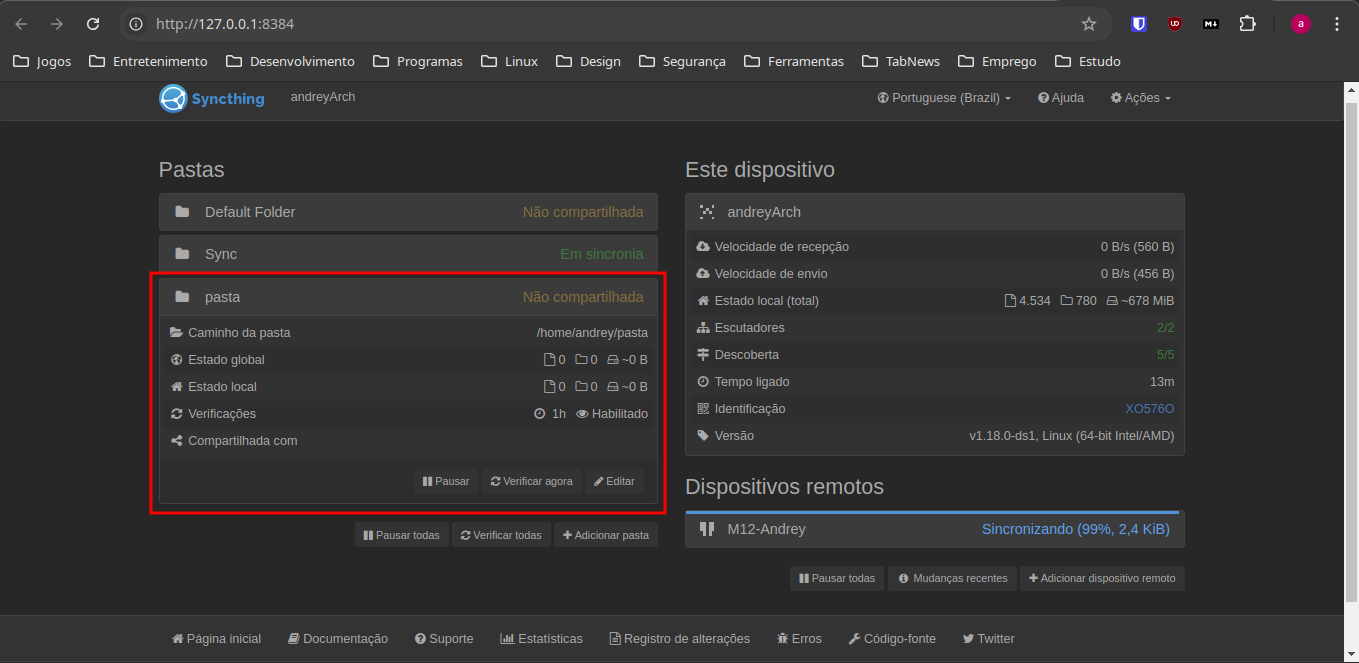 http://127.0.0.1:8384
a
Jogos Entretenimento Desenvolvimento Programas Linux Design Segurança Ferramentas TabNews Emprego Estudo
Syncthing andreyArch Portuguese (Brazil) Ajuda Ações
Pastas
Default Folder Não compartilhada
Sync Em sincronia
pasta Não compartilhada
Caminho da pasta /home/andrey/pasta
Estado global 0 0 ~0 B
Estado local 0 0 ~0 B
Verificações 1h Habilitado
Compartilhada com
Pausar Verificar agora Editar
Pausar todas Verificar todas Adicionar pasta
Este dispositivo
andreyArch
Velocidade de recepção 0 B/s (560 B)
Velocidade de envio 0 B/s (456 B)
Estado local (total) 4.534 780 ~678 MiB
Escutadores 2/2
Descoberta 5/5
Tempo ligado 13m
Identificação XO576O
Versão v1.18.0-ds1, Linux (64-bit Intel/AMD)
Dispositivos remotos
M12-Andrey Sincronizando (99%, 2,4 KiB)
Pausar todas Mudanças recentes Adicionar dispositivo remoto
Página inicial Documentação Suporte Estatísticas Registro de alterações Erros Código-fonte Twitter